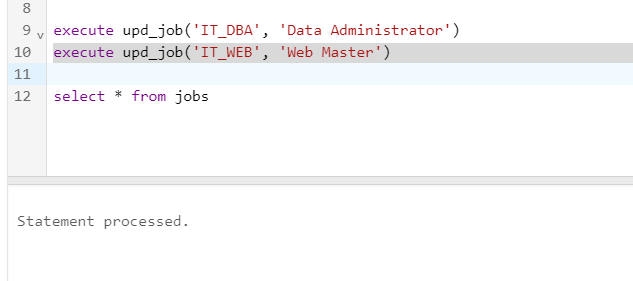 8
9 execute upd_job('IT_DBA', 'Data Administrator')
10 execute upd_job('IT_WEB', 'Web Master')
11
12 select * from jobs
Statement processed.